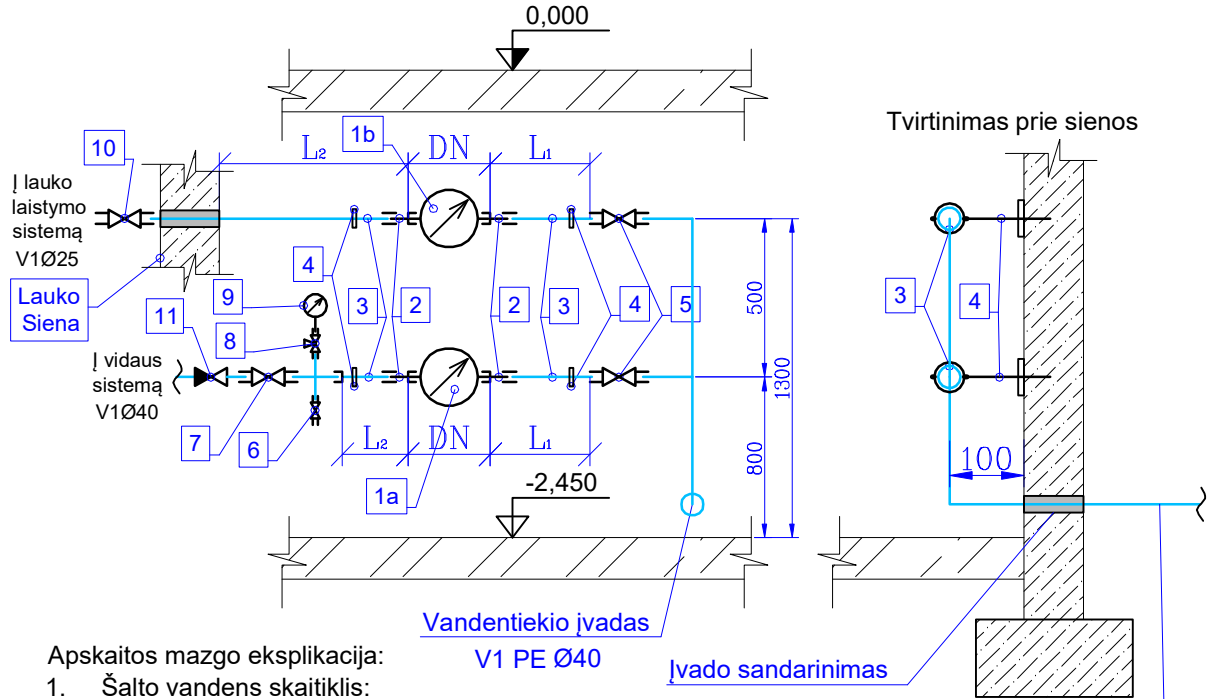 0,000
Tvirtinimas prie sienos
1b
10
L2
DN
L1
Į lauko
laistymo
sistemą
V1Ø25
Lauko
Siena
4
3
2
2
3
4
5
9
8
11
Į vidaus
sistemą
V1Ø40
7
6
L2
DN
L1
1a
500
800
1300
3
4
100
-2,450
Vandentiekio įvadas
V1 PE Ø40
Įvado sandarinimas
Apskaitos mazgo eksplikacija:
1. Šalto vandens skaitiklis: